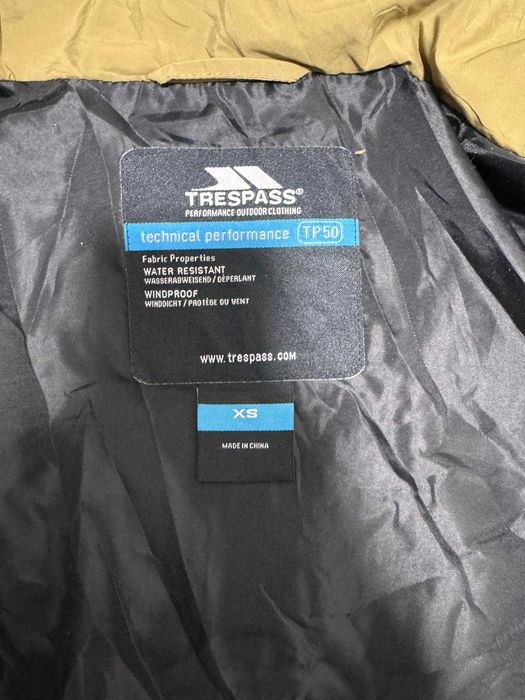 TRESPASS®
PERFORMANCE OUTDOOR CLOTHING
technical performance TP50
Fabric Properties
WATER RESISTANT
WASSERABWEISEND / DÉPERLANT
WINDPROOF
WINDDICHT / PROTÈGE DU VENT
www.trespass.com
XS
MADE IN CHINA